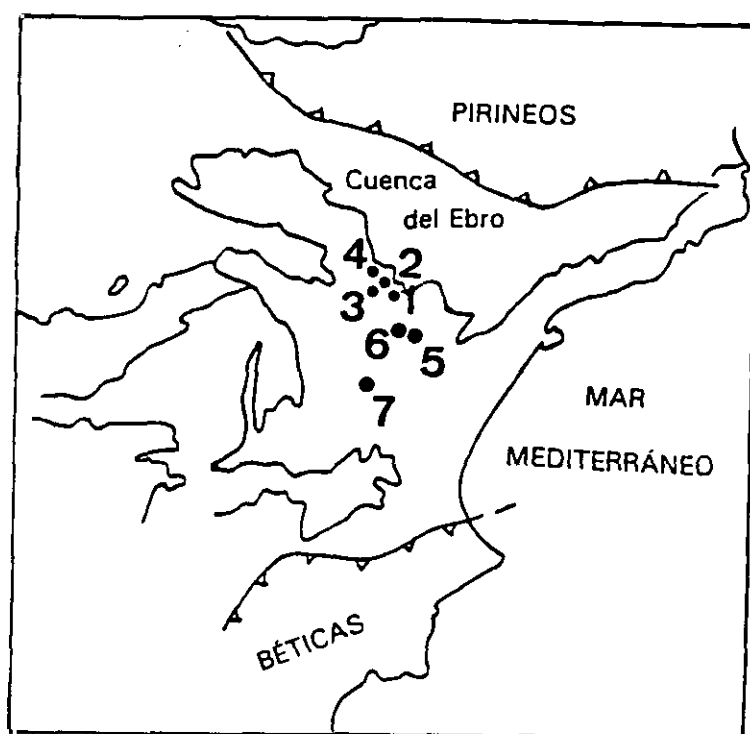 PIRINEOS
Cuenca
del Ebro
4
2
3
1
6
5
7
MAR
MEDITERRÁNEO
BÉTICAS